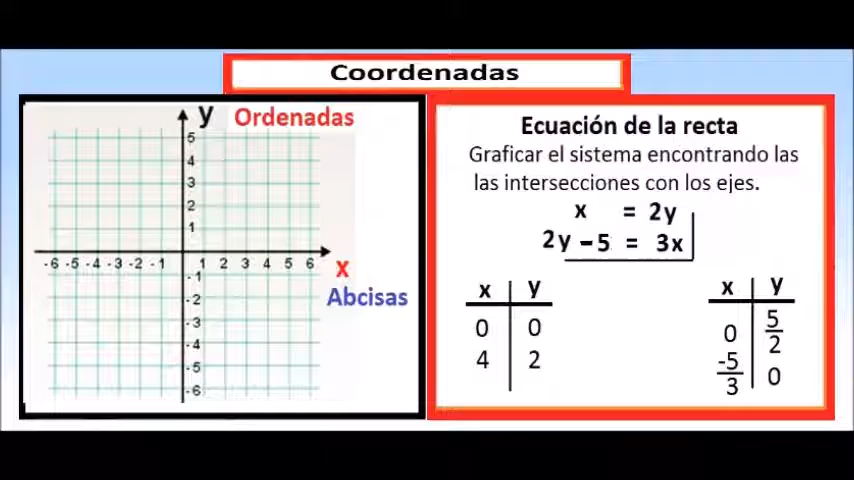 Coordenadas
y Ordenadas
5
4
3
2
1
-6 -5 -4 -3 -2 -1 1 2 3 4 5 6
x
Abcisas
-1
-2
-3
-4
-5
-6
Ecuación de la recta
Graficar el sistema encontrando las
las intersecciones con los ejes.
x = 2y
2y - 5 = 3x
x y
0 0
4 2
x y
0 5/2
-5/3 0